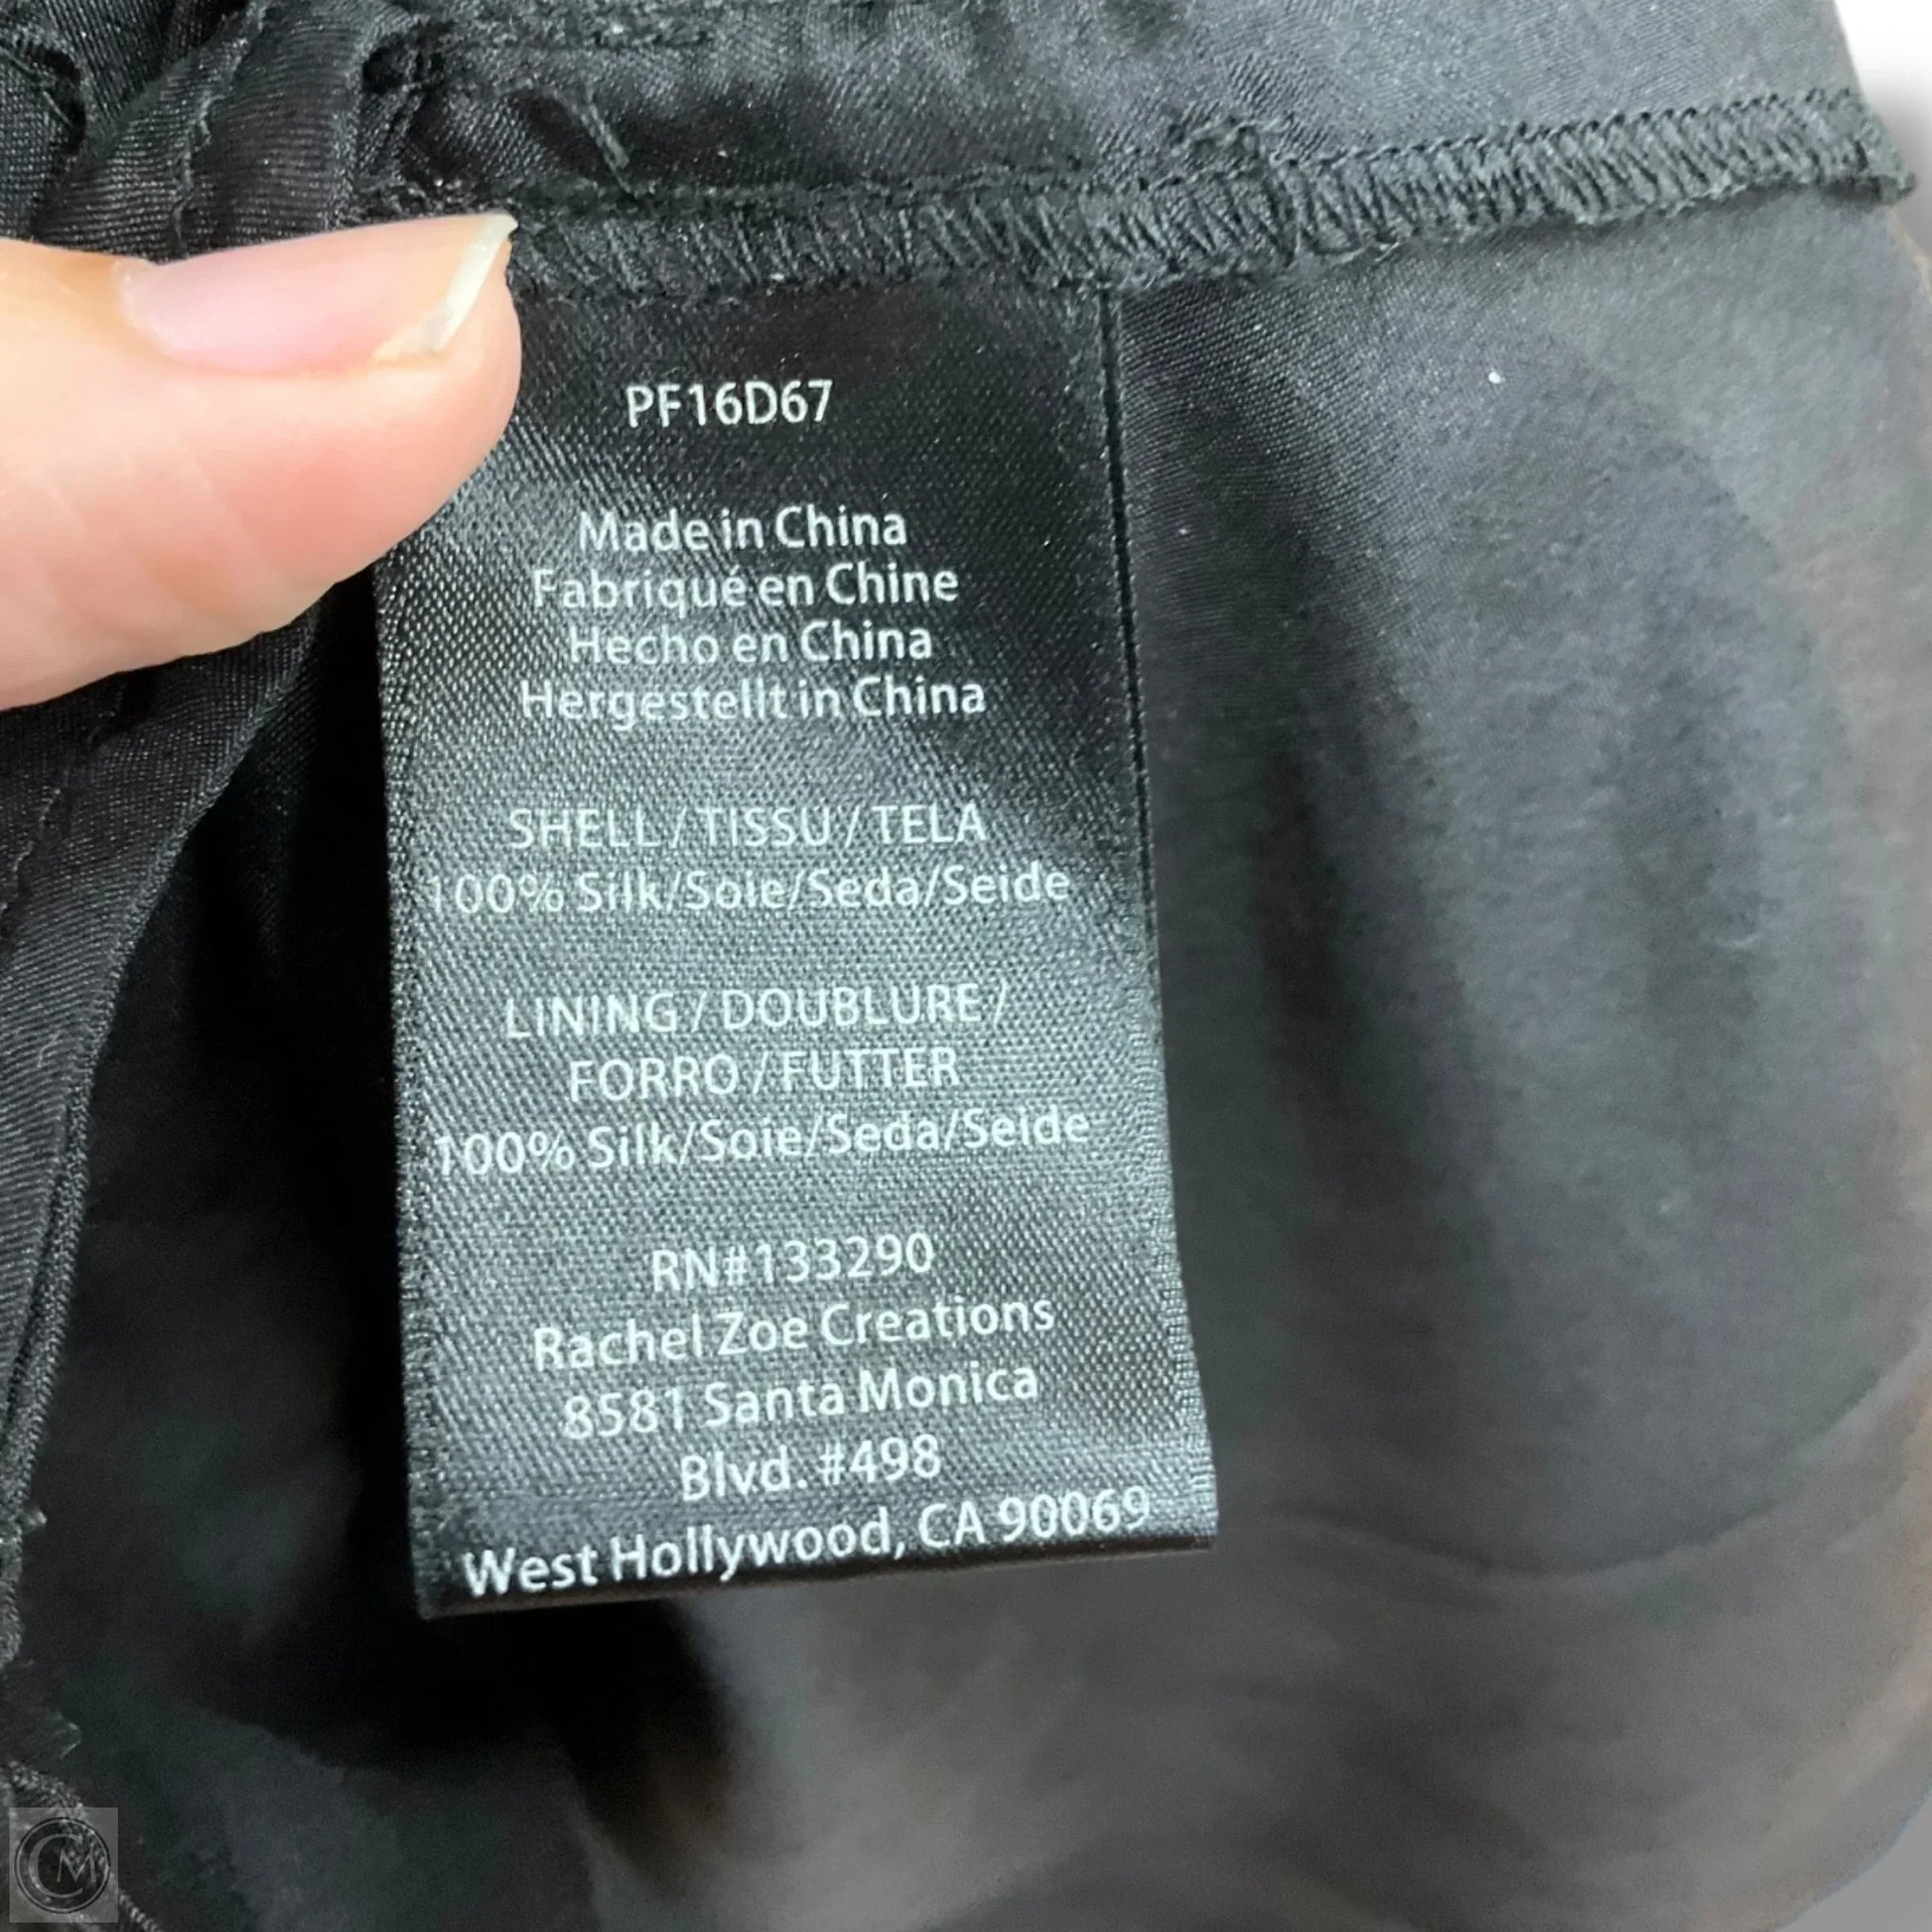 PF16D67
Made in China
Fabriqué en Chine
Hecho en China
Hergestellt in China
SHELL / TISSU / TELA
100% Silk/Soie/Seda/Seide
LINING / DOUBLURE /
FORRO / FUTTER
100% Silk/Soie/Seda/Seide
RN#133290
Rachel Zoe Creations
8581 Santa Monica
Blvd. #498
West Hollywood, CA 90069
CM